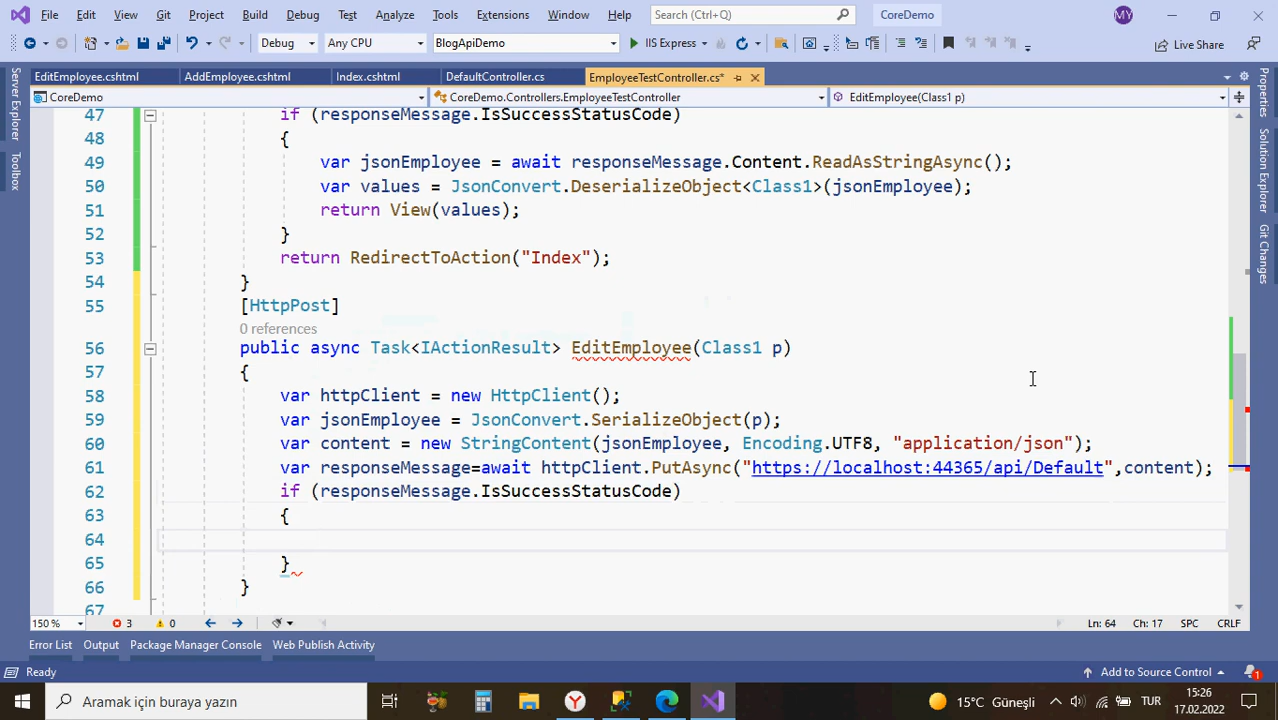 File Edit View Git Project Build Debug Test Analyze Tools Extensions Window Help Search (Ctrl+Q) CoreDemo MY
Debug Any CPU BlogApiDemo IIS Express Live Share
EditEmployee.cshtml AddEmployee.cshtml Index.cshtml DefaultController.cs EmployeeTestController.cs*
CoreDemo CoreDemo.Controllers.EmployeeTestController EditEmployee(Class1 p)
Server Explorer
Toolbox
Properties
Solution Explorer
Git Changes
47 if (responseMessage.IsSuccessStatusCode)
48 {
49 var jsonEmployee = await responseMessage.Content.ReadAsStringAsync();
50 var values = JsonConvert.DeserializeObject<Class1>(jsonEmployee);
51 return View(values);
52 }
53 return RedirectToAction("Index");
54 }
55 [HttpPost]
0 references
56 public async Task<IActionResult> EditEmployee(Class1 p)
57 {
58 var httpClient = new HttpClient();
59 var jsonEmployee = JsonConvert.SerializeObject(p);
60 var content = new StringContent(jsonEmployee, Encoding.UTF8, "application/json");
61 var responseMessage=await httpClient.PutAsync("https://localhost:44365/api/Default",content);
62 if (responseMessage.IsSuccessStatusCode)
63 {
64
65 }
66 }
67
150 % 3 0 Ln: 64 Ch: 17 SPC CRLF
Error List Output Package Manager Console Web Publish Activity
Ready Add to Source Control 1
Aramak için buraya yazın 15°C Güneşli TUR 15:26
17.02.2022